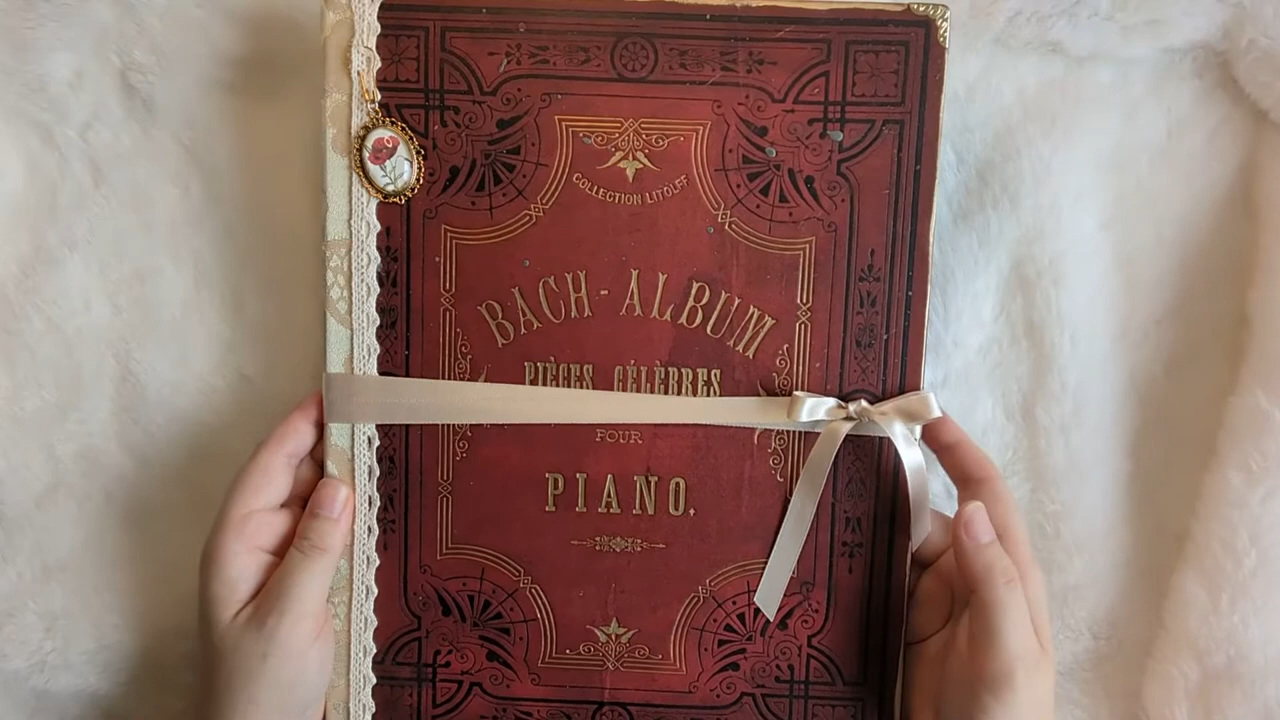 COLLECTION LITOLFF
BACH-ALBUM
PIÈCES CÉLÈBRES
POUR
PIANO.